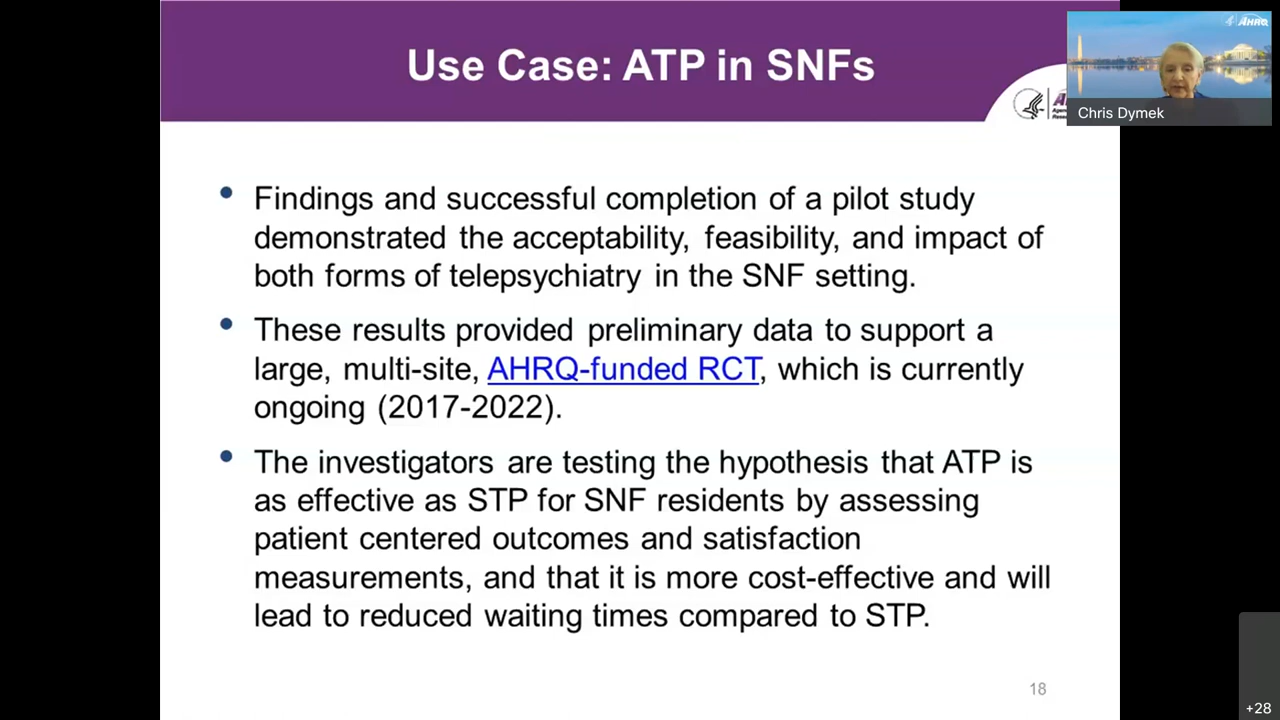 Use Case: ATP in SNFs
AHRQ
Chris Dymek
• Findings and successful completion of a pilot study
demonstrated the acceptability, feasibility, and impact of
both forms of telepsychiatry in the SNF setting.
• These results provided preliminary data to support a
large, multi-site, AHRQ-funded RCT, which is currently
ongoing (2017-2022).
• The investigators are testing the hypothesis that ATP is
as effective as STP for SNF residents by assessing
patient centered outcomes and satisfaction
measurements, and that it is more cost-effective and will
lead to reduced waiting times compared to STP.
18
+28